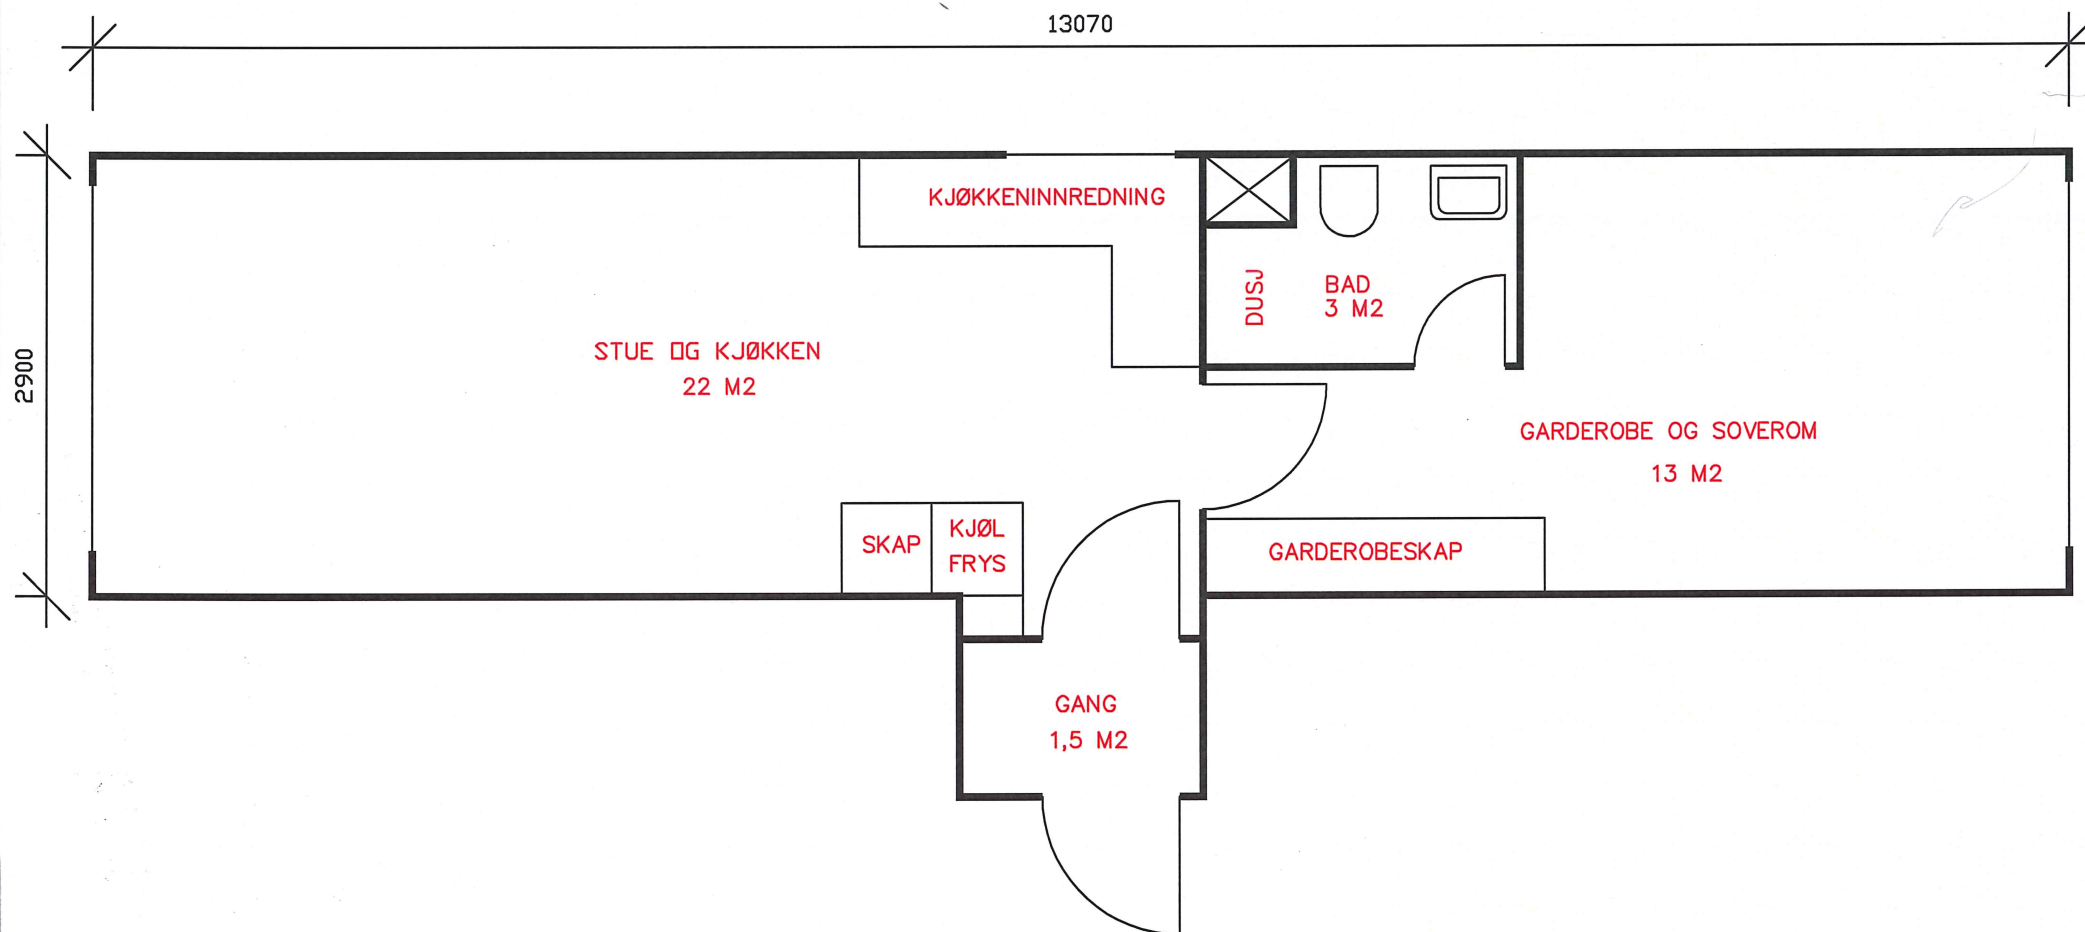 13070
2900
KJØKKENINNREDNING
DUSJ
BAD
3 M2
STUE OG KJØKKEN
22 M2
GARDEROBE OG SOVEROM
13 M2
SKAP
KJØL
FRYS
GARDEROBESKAP
GANG
1,5 M2